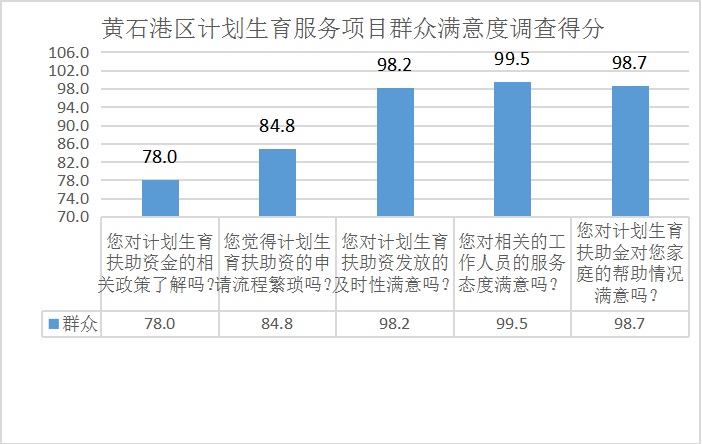 黄石港区计划生育服务项目群众满意度调查得分
106.0
102.0
98.0
94.0
90.0
86.0
82.0
78.0
74.0
70.0
78.0
84.8
98.2
99.5
98.7
您对计划生育
扶助资金的相
关政策了解吗？
您觉得计划生
育扶助资的申
请流程繁琐吗？
您对计划生育
扶助资发放的
及时性满意吗？
您对相关的工
作人员的服务
态度满意吗？
您对计划生育
扶助金对您家
庭的帮助情况
满意吗？
群众 78.0 84.8 98.2 99.5 98.7